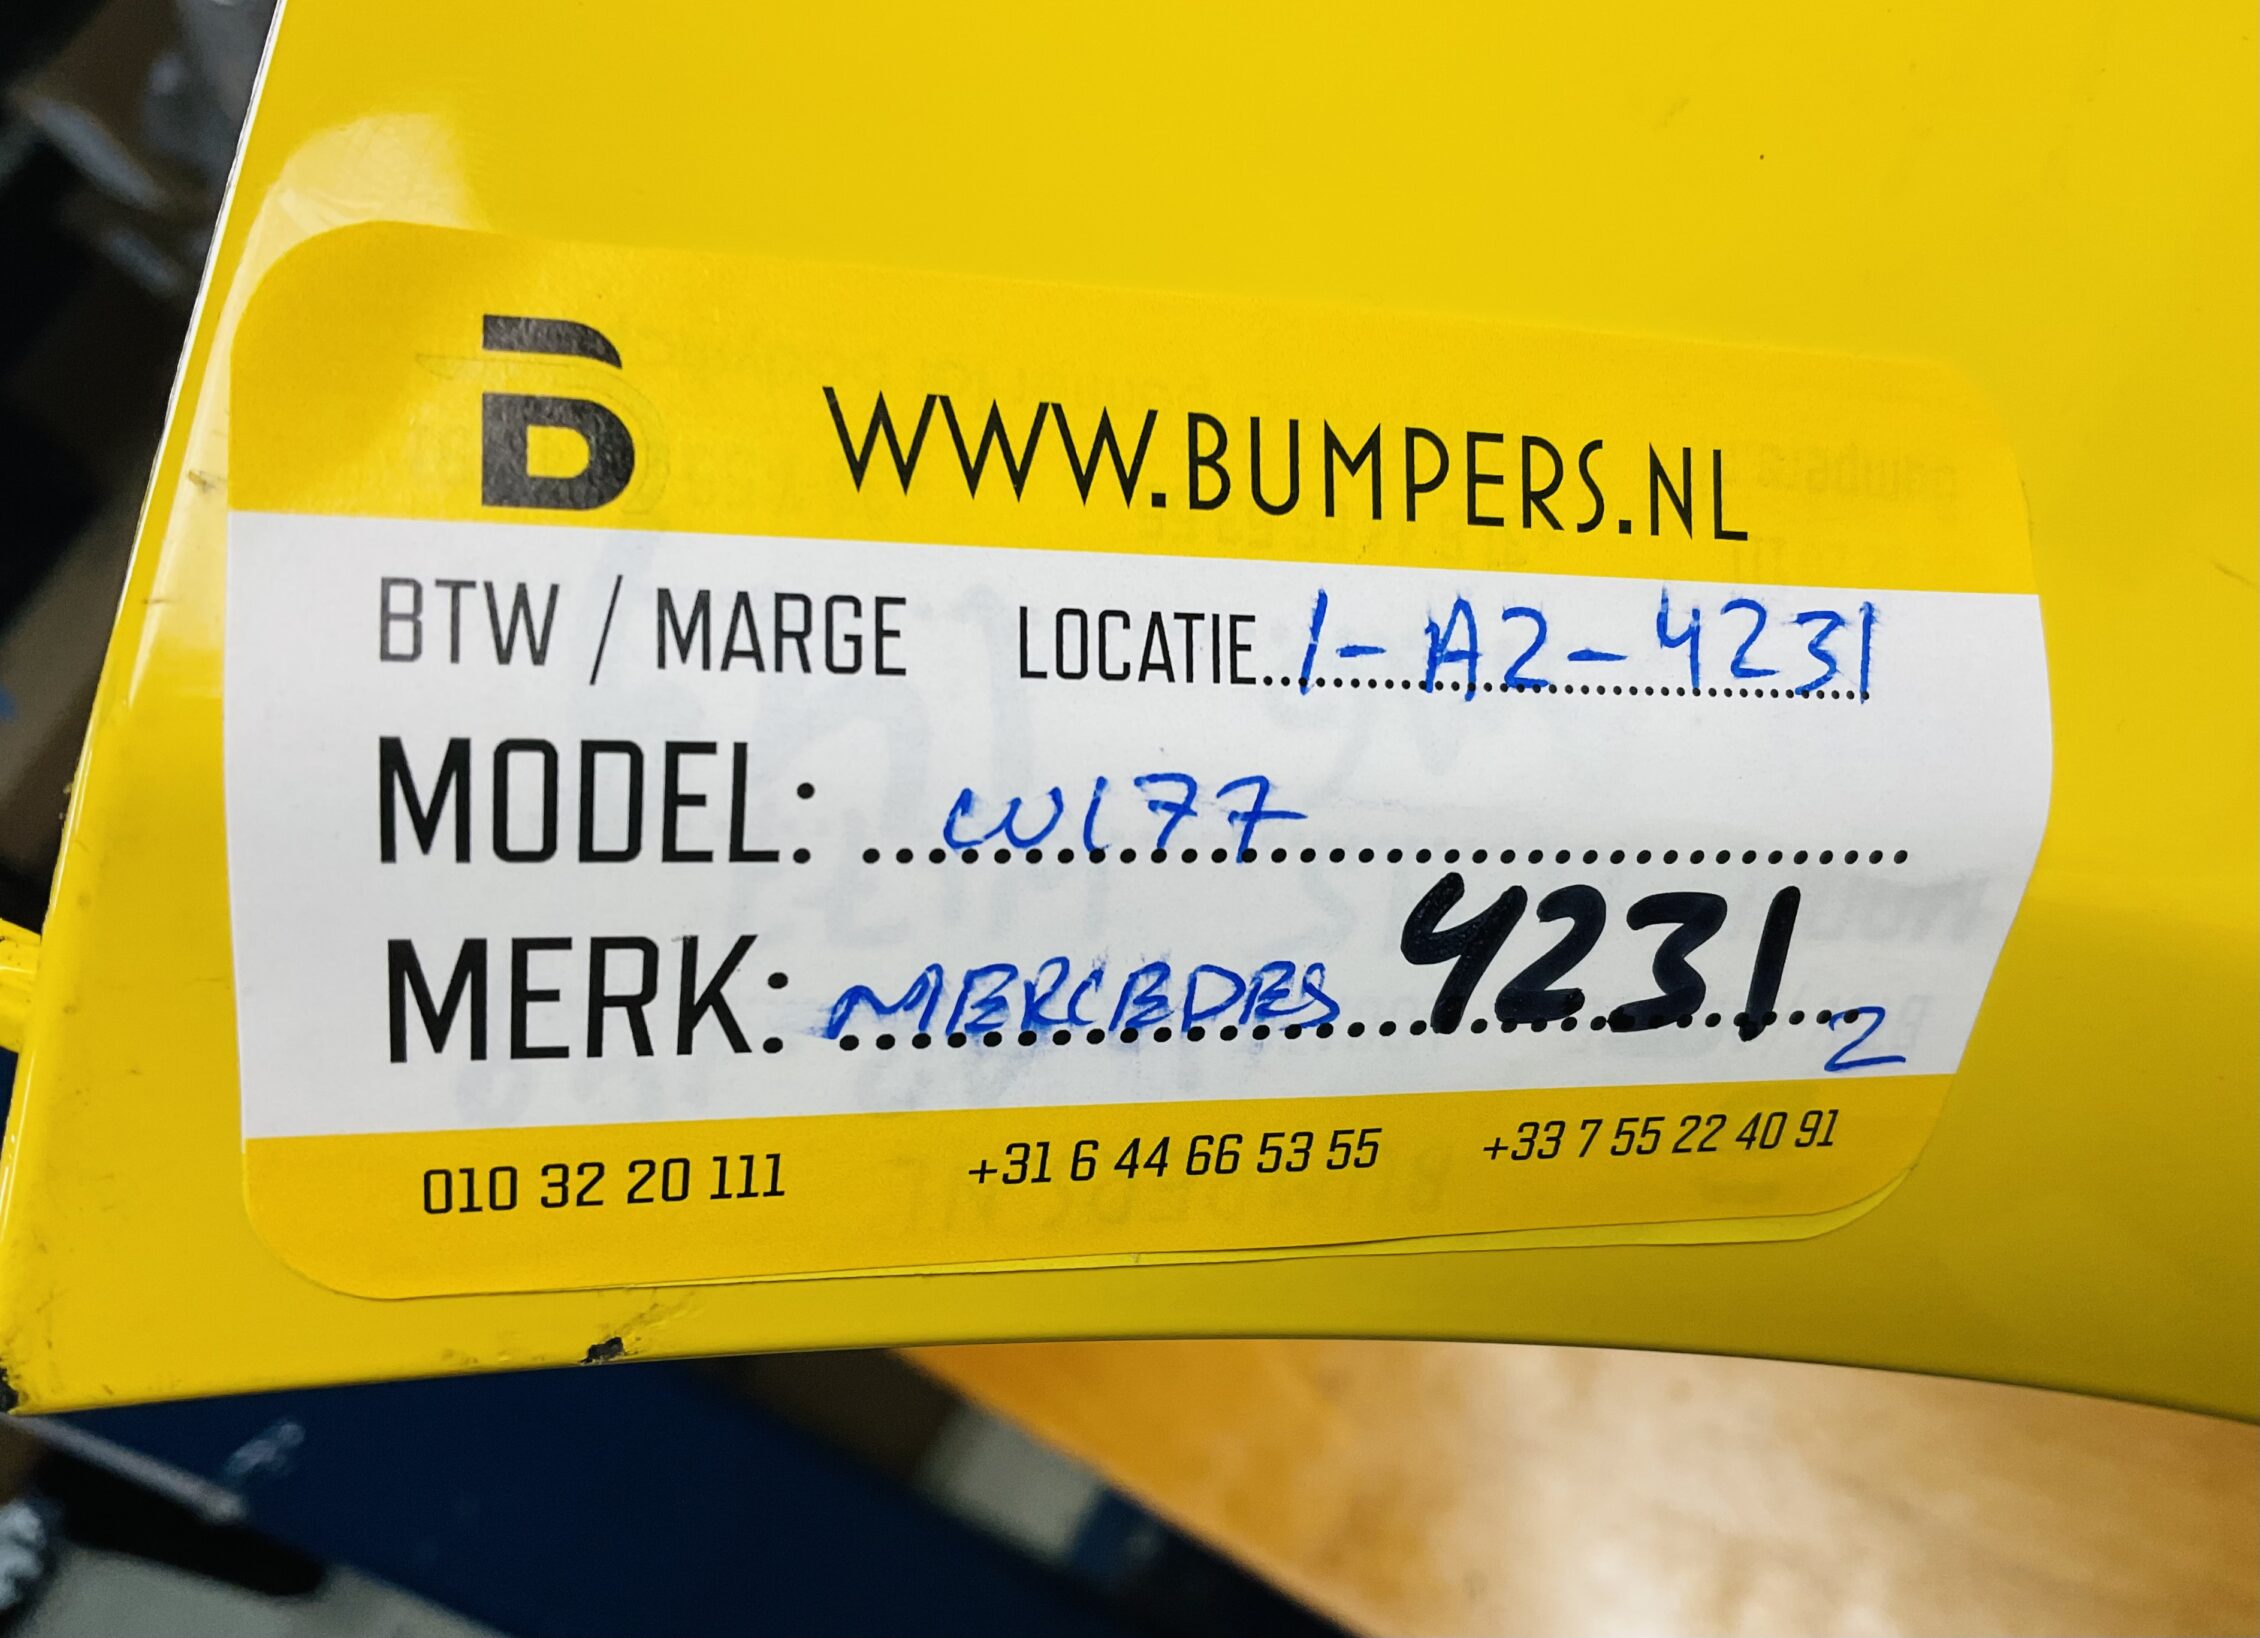 B WWW.BUMPERS.NL
BTW / MARGE LOCATIE 1-A2-4231
MODEL: W177
MERK: MERCEDES 4231 2
010 32 20 111 +31 6 44 66 53 55 +33 7 55 22 40 91